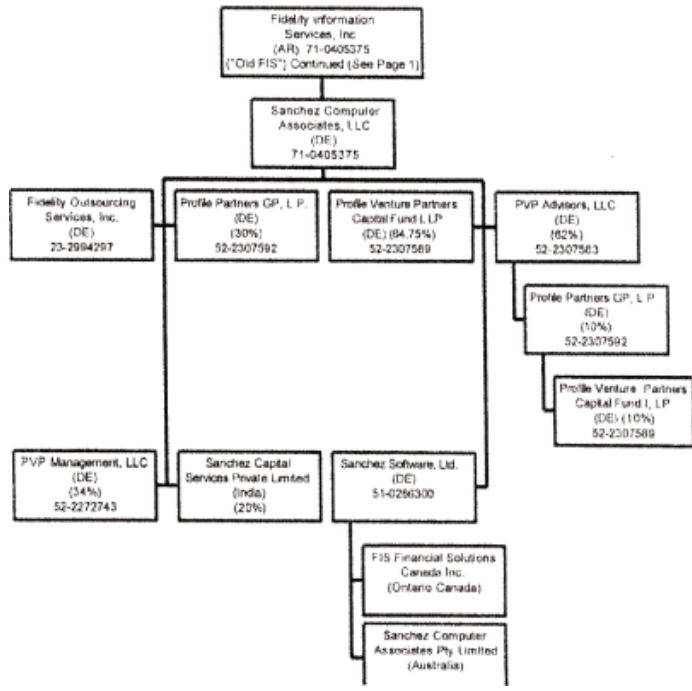 Fidelity Information
Services, Inc
(AR) 71-0405375
("Old FIS") Continued (See Page 1)
Sanchez Computer
Associates, LLC
(DE)
71-0405375
Fidelity Outsourcing
Services, Inc.
(DE)
23-2994297
Profile Partners GP, L P.
(DE)
(30%)
52-2307592
Profile Venture Partners
Capital Fund I, LP
(DE) (64.75%)
52-2307589
PVP Advisors, LLC
(DE)
(62%)
52-2307583
Profile Partners GP, L P
(DE)
(10%)
52-2307592
Profile Venture Partners
Capital Fund I, LP
(DE) (10%)
52-2307589
PVP Management, LLC
(DE)
(34%)
52-2272743
Sanchez Capital
Services Private Limited
(India)
(20%)
Sanchez Software, Ltd.
(DE)
51-0286300
FIS Financial Solutions
Canada Inc.
(Ontario Canada)
Sanchez Computer
Associates Pty Limited
(Australia)